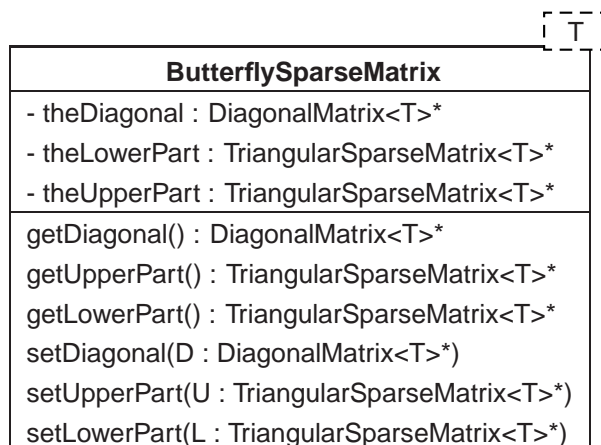 T
ButterflySparseMatrix
- theDiagonal : DiagonalMatrix<T>*
- theLowerPart : TriangularSparseMatrix<T>*
- theUpperPart : TriangularSparseMatrix<T>*
getDiagonal() : DiagonalMatrix<T>*
getUpperPart() : TriangularSparseMatrix<T>*
getLowerPart() : TriangularSparseMatrix<T>*
setDiagonal(D : DiagonalMatrix<T>*)
setUpperPart(U : TriangularSparseMatrix<T>*)
setLowerPart(L : TriangularSparseMatrix<T>*)